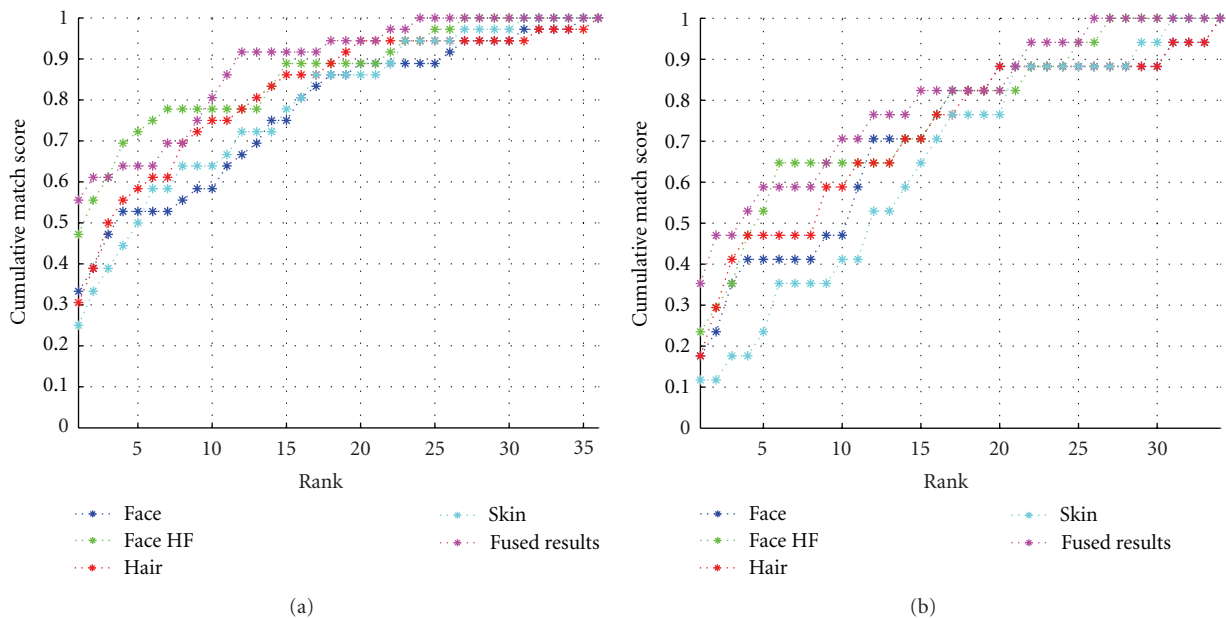 1
0.9
0.8
0.7
0.6
0.5
0.4
0.3
0.2
0.1
0
Cumulative match score
5 10 15 20 25 30 35
Rank
Face
Face HF
Hair
Skin
Fused results
(a)
1
0.9
0.8
0.7
0.6
0.5
0.4
0.3
0.2
0.1
0
Cumulative match score
5 10 15 20 25 30
Rank
Face
Face HF
Hair
Skin
Fused results
(b)